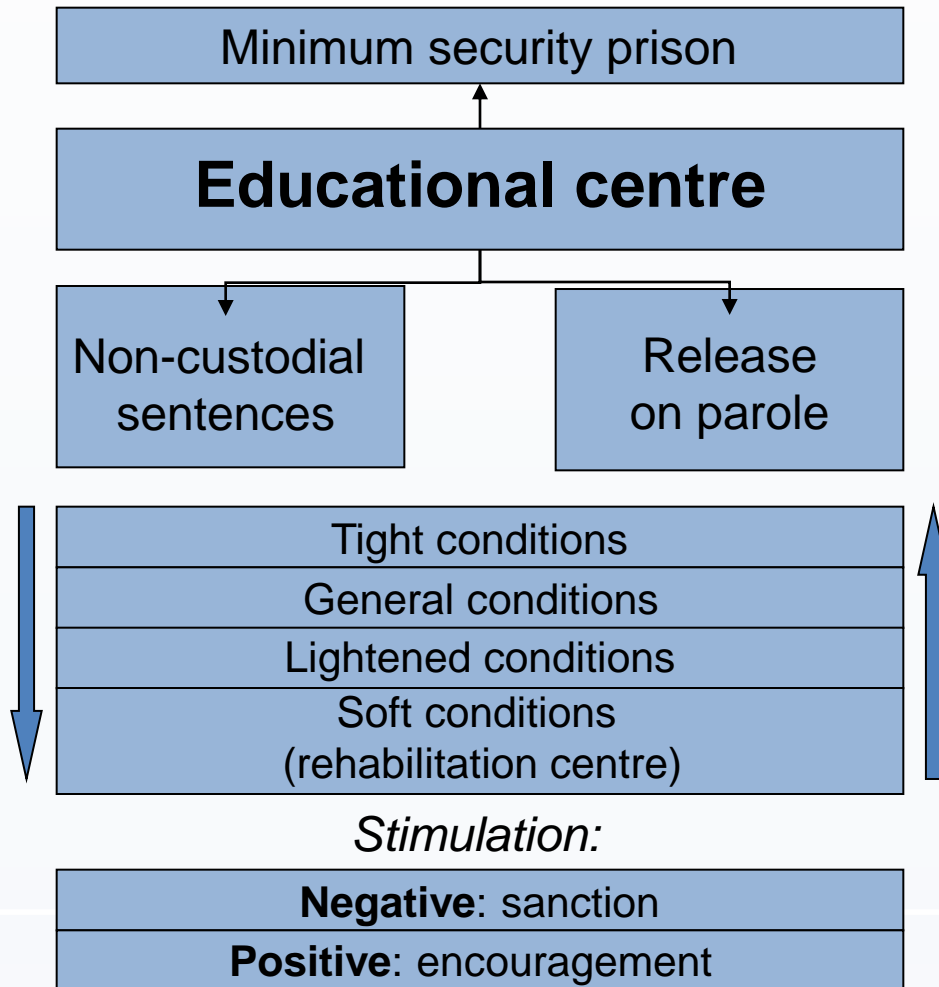 Minimum security prison
Educational centre
Non-custodial
sentences
Release
on parole
Tight conditions
General conditions
Lightened conditions
Soft conditions
(rehabilitation centre)
Stimulation:
Negative: sanction
Positive: encouragement